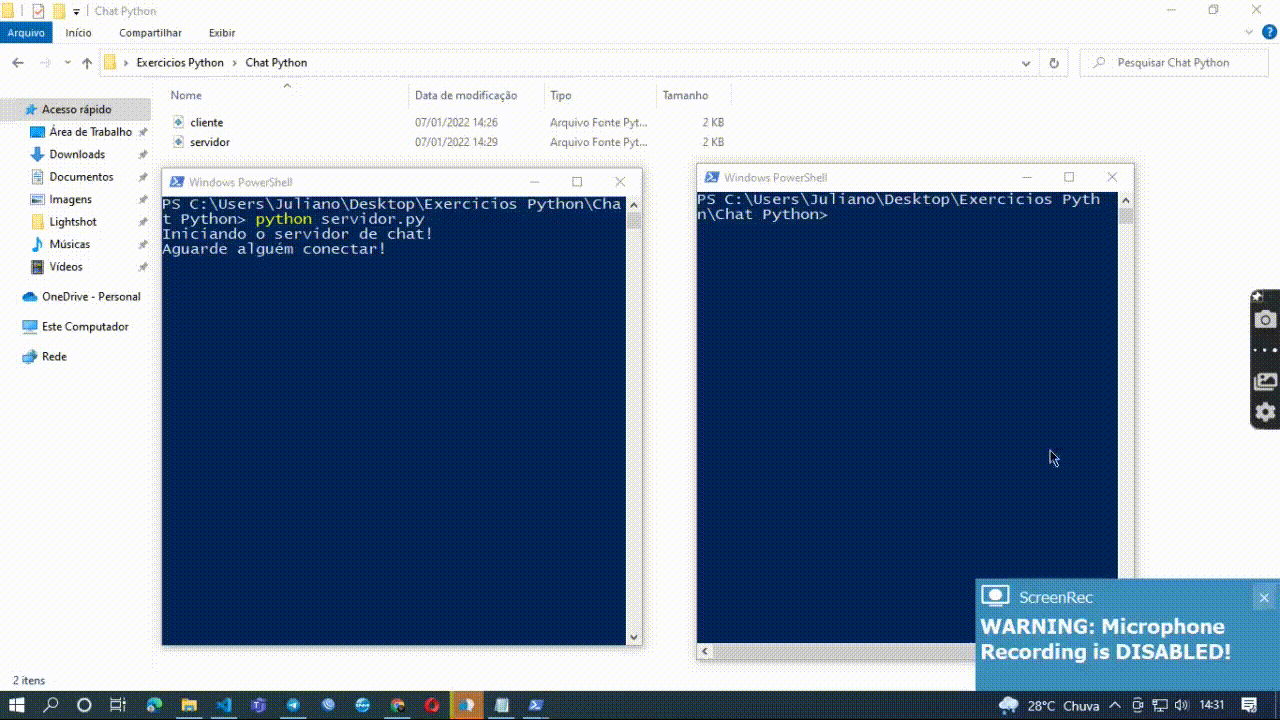 Chat Python
Arquivo Início Compartilhar Exibir
Exercicios Python Chat Python Pesquisar Chat Python
Nome Data de modificação Tipo Tamanho
cliente 07/01/2022 14:26 Arquivo Fonte Pyt... 2 KB
servidor 07/01/2022 14:29 Arquivo Fonte Pyt... 2 KB
Acesso rápido
Área de Trabalho
Downloads
Documentos
Imagens
Lightshot
Músicas
Vídeos
OneDrive - Personal
Este Computador
Rede
Windows PowerShell
PS C:\Users\Juliano\Desktop\Exercicios Python\Cha
t Python> python servidor.py
Iniciando o servidor de chat!
Aguarde alguém conectar!
Windows PowerShell
PS C:\Users\Juliano\Desktop\Exercicios Pyth
n\Chat Python>
ScreenRec
WARNING: Microphone
Recording is DISABLED!
2 itens
28°C Chuva 14:31